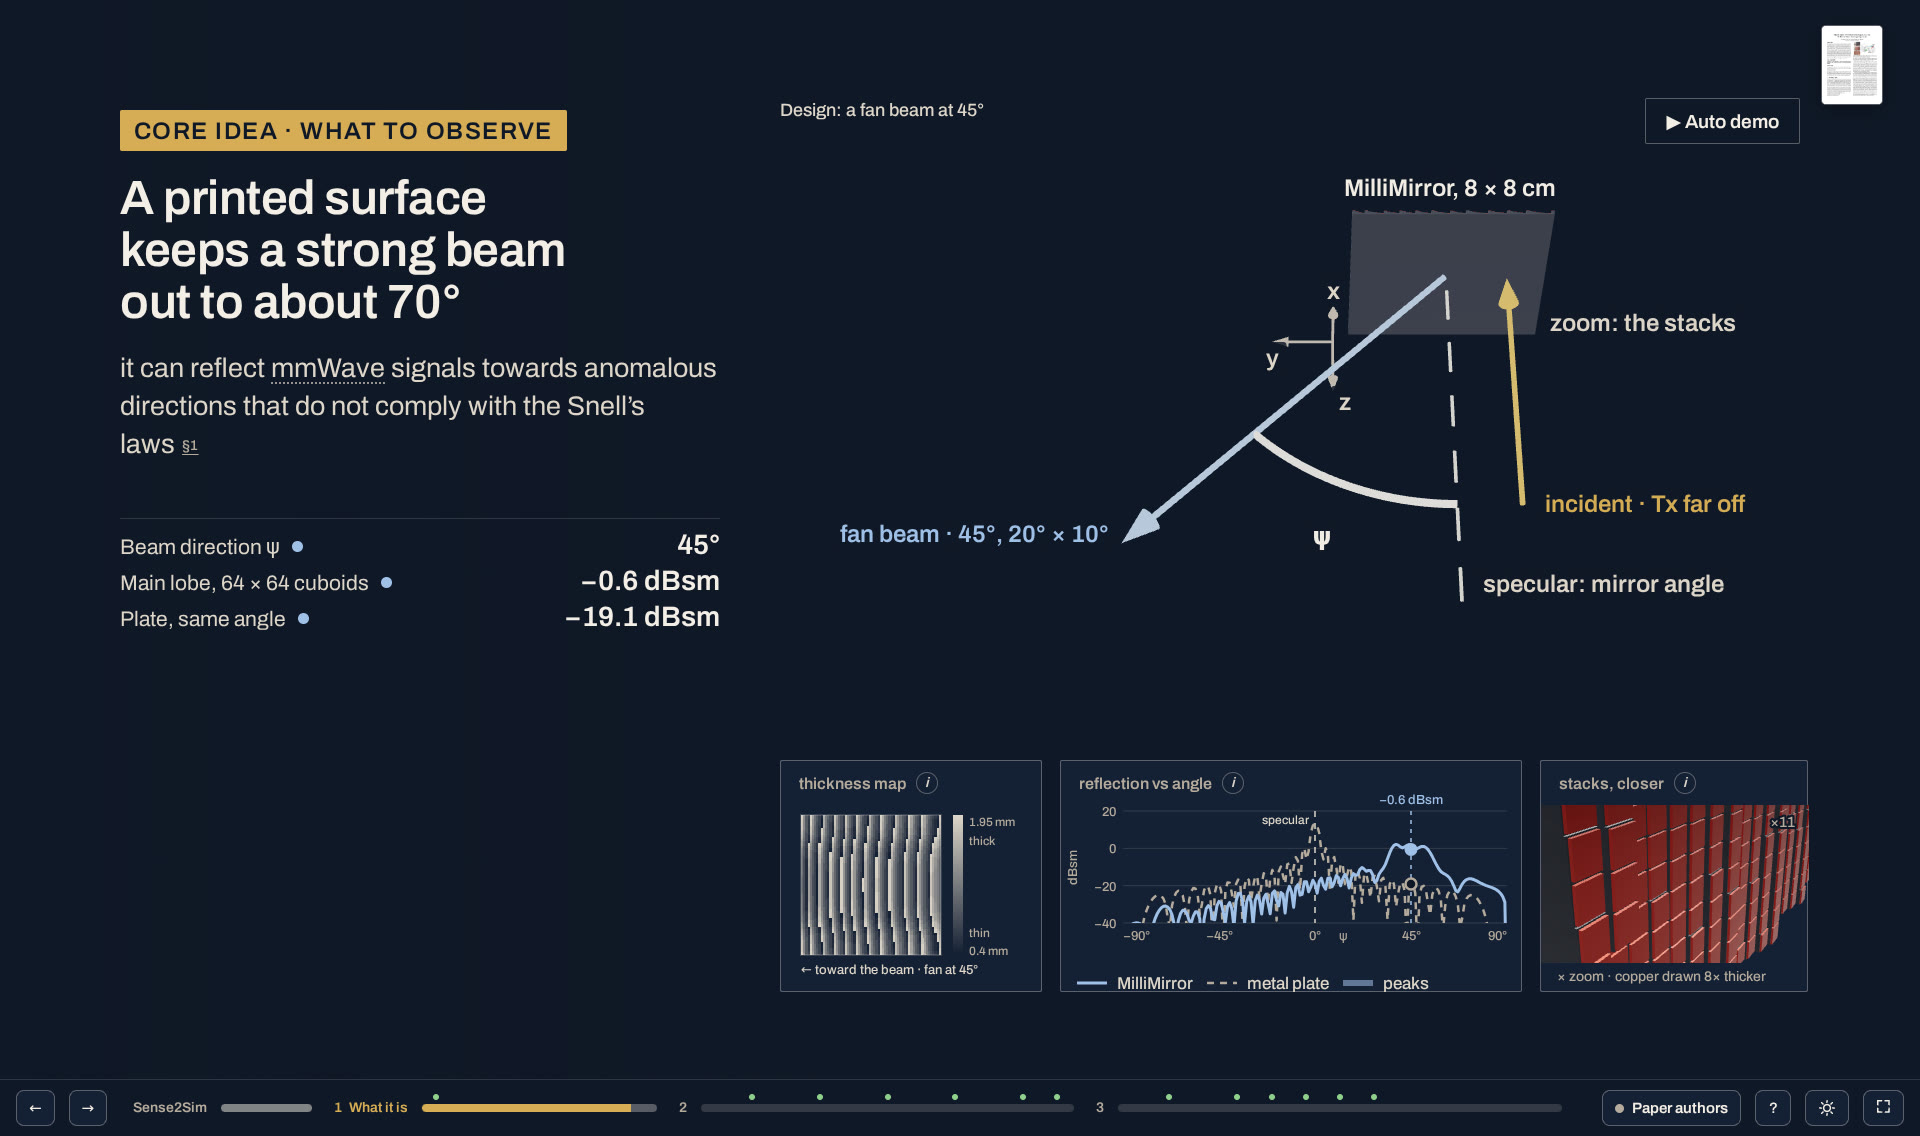 CORE IDEA · WHAT TO OBSERVE
A printed surface
keeps a strong beam
out to about 70°
it can reflect mmWave signals towards anomalous
directions that do not comply with the Snell's
laws §1
Beam direction ψ 45°
Main lobe, 64 × 64 cuboids −0.6 dBsm
Plate, same angle −19.1 dBsm
Design: a fan beam at 45°
▶ Auto demo
MilliMirror, 8 × 8 cm
x
y
z
zoom: the stacks
incident · Tx far off
fan beam · 45°, 20° × 10°
ψ
specular: mirror angle
thickness map i
1.95 mm
thick
thin
0.4 mm
← toward the beam · fan at 45°
reflection vs angle i
−0.6 dBsm
specular
dBsm
20
0
−20
−40
−90° −45° 0° ψ 45° 90°
MilliMirror metal plate peaks
stacks, closer i
×11
× zoom · copper drawn 8× thicker
← → Sense2Sim 1 What it is 2 3 Paper authors ?